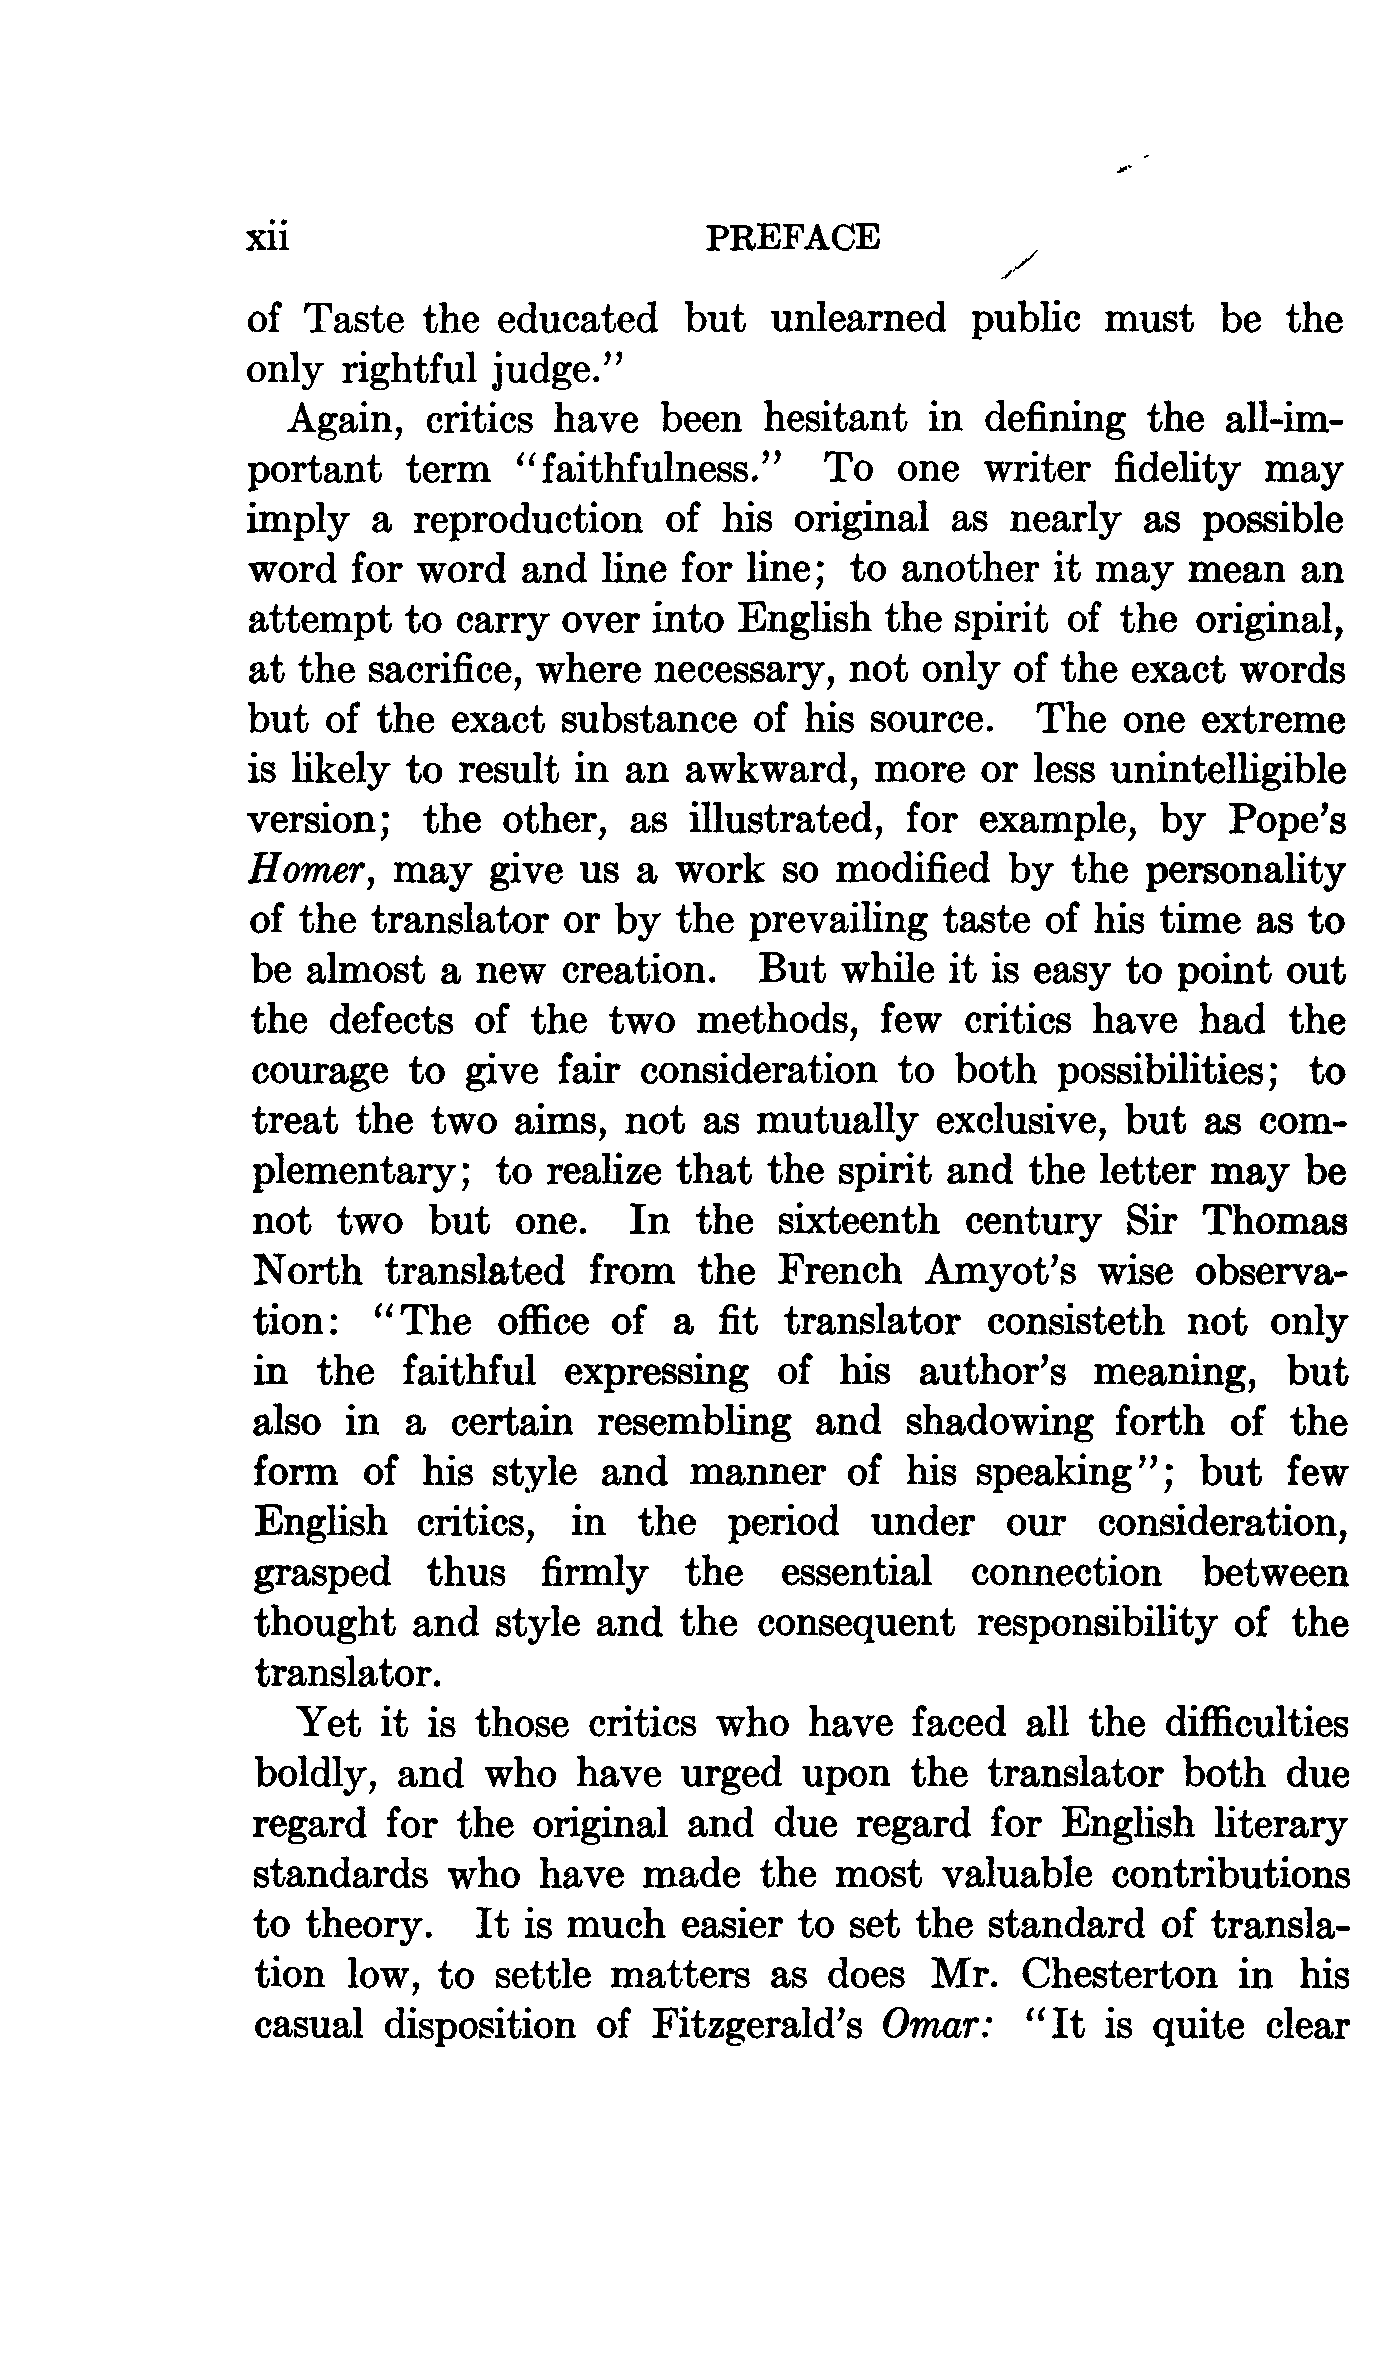 xii PREFACE
of Taste the educated but unlearned public must be the
only rightful judge."
Again, critics have been hesitant in defining the all-im-
portant term "faithfulness." To one writer fidelity may
imply a reproduction of his original as nearly as possible
word for word and line for line; to another it may mean an
attempt to carry over into English the spirit of the original,
at the sacrifice, where necessary, not only of the exact words
but of the exact substance of his source. The one extreme
is likely to result in an awkward, more or less unintelligible
version; the other, as illustrated, for example, by Pope's
Homer, may give us a work so modified by the personality
of the translator or by the prevailing taste of his time as to
be almost a new creation. But while it is easy to point out
the defects of the two methods, few critics have had the
courage to give fair consideration to both possibilities; to
treat the two aims, not as mutually exclusive, but as com-
plementary; to realize that the spirit and the letter may be
not two but one. In the sixteenth century Sir Thomas
North translated from the French Amyot's wise observa-
tion: "The office of a fit translator consisteth not only
in the faithful expressing of his author's meaning, but
also in a certain resembling and shadowing forth of the
form of his style and manner of his speaking"; but few
English critics, in the period under our consideration,
grasped thus firmly the essential connection between
thought and style and the consequent responsibility of the
translator.
Yet it is those critics who have faced all the difficulties
boldly, and who have urged upon the translator both due
regard for the original and due regard for English literary
standards who have made the most valuable contributions
to theory. It is much easier to set the standard of transla-
tion low, to settle matters as does Mr. Chesterton in his
casual disposition of Fitzgerald's Omar: "It is quite clear